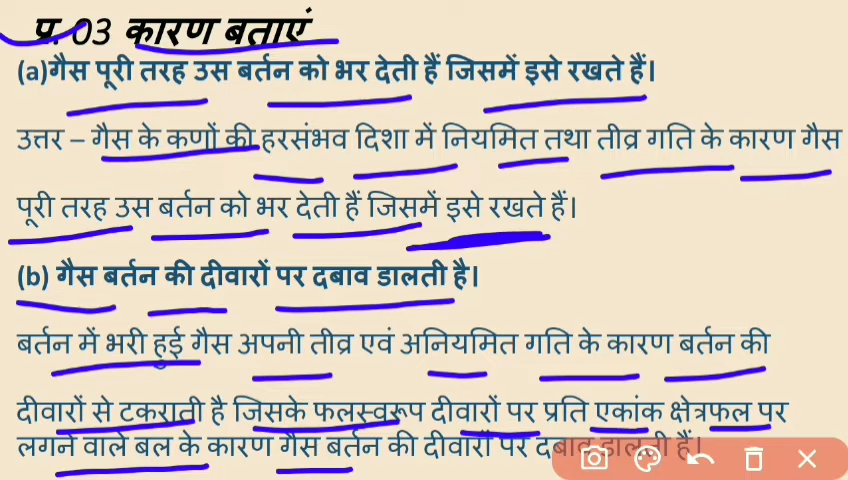 प्र. 03 कारण बताएं
(a)गैस पूरी तरह उस बर्तन को भर देती हैं जिसमें इसे रखते हैं।
उत्तर – गैस के कणों की हरसंभव दिशा में नियमित तथा तीव्र गति के कारण गैस
पूरी तरह उस बर्तन को भर देती हैं जिसमें इसे रखते हैं।
(b) गैस बर्तन की दीवारों पर दबाव डालती है।
बर्तन में भरी हुई गैस अपनी तीव्र एवं अनियमित गति के कारण बर्तन की
दीवारों से टकराती है जिसके फलस्वरूप दीवारों पर प्रति एकांक क्षेत्रफल पर
लगने वाले बल के कारण गैस बर्तन की दीवारों पर दबाव डालती हैं।